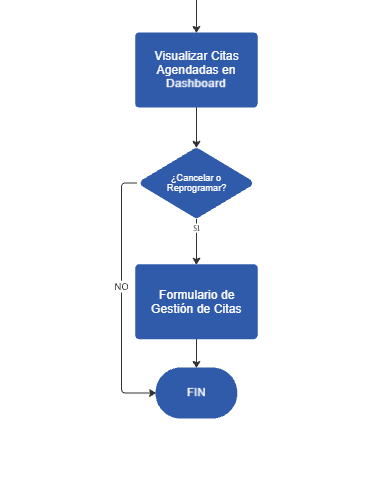 Visualizar Citas
Agendadas en
Dashboard
¿Cancelar o
Reprogramar?
SI
NO
Formulario de
Gestión de Citas
FIN